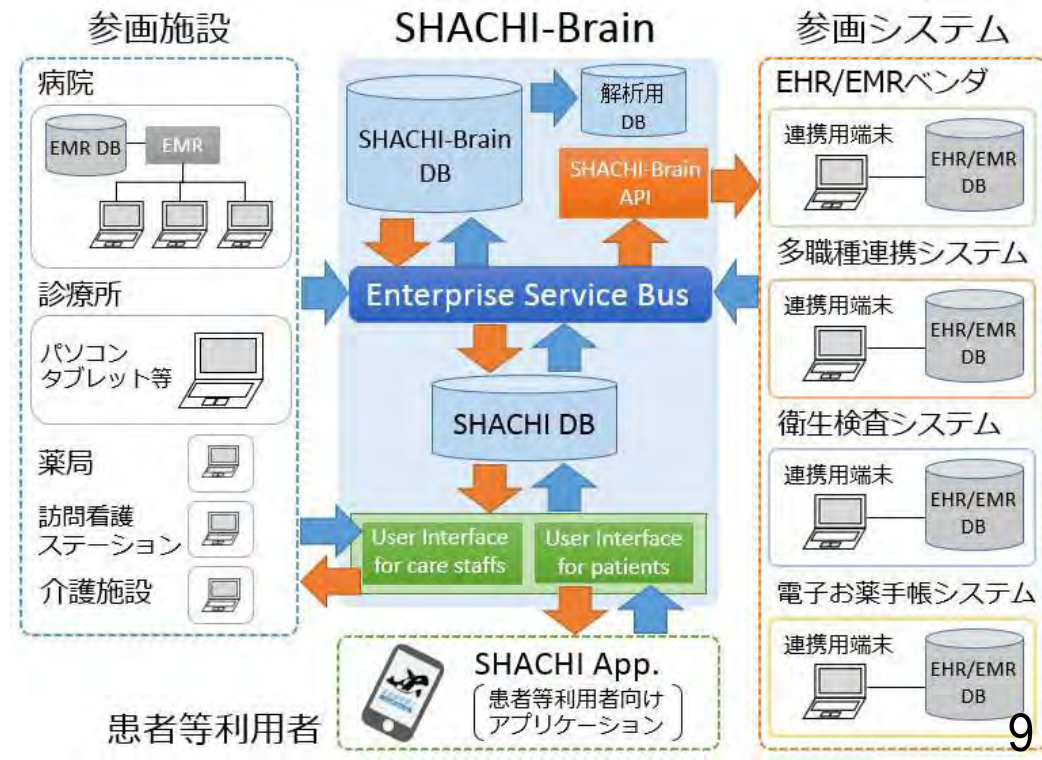 参画施設
病院
EMR DB
EMR
診療所
パソコン
タブレット等
薬局
訪問看護
ステーション
介護施設
SHACHI-Brain
SHACHI-Brain
DB
解析用
DB
SHACHI-Brain
API
Enterprise Service Bus
SHACHI DB
User Interface
for care staffs
User Interface
for patients
SHACHI App.
患者等利用者向け
アプリケーション
患者等利用者
参画システム
EHR/EMRベンダ
連携用端末
EHR/EMR
DB
多職種連携システム
連携用端末
EHR/EMR
DB
衛生検査システム
連携用端末
EHR/EMR
DB
電子お薬手帳システム
連携用端末
EHR/EMR
DB
9